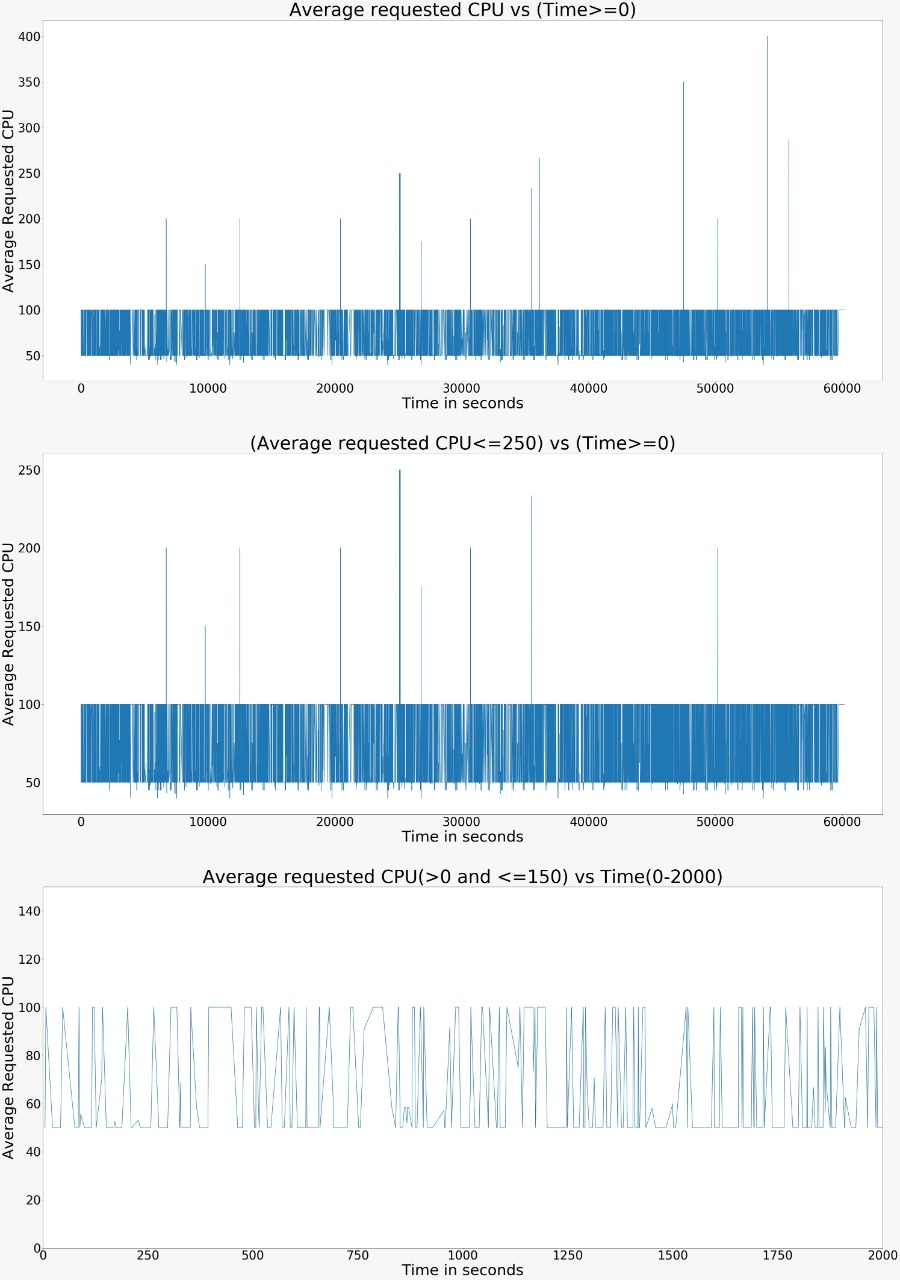 Average requested CPU vs (Time>=0)
Average Requested CPU
400
350
300
250
200
150
100
50
0 10000 20000 30000 40000 50000 60000
Time in seconds
(Average requested CPU<=250) vs (Time>=0)
Average Requested CPU
250
200
150
100
50
0 10000 20000 30000 40000 50000 60000
Time in seconds
Average requested CPU(>0 and <=150) vs Time(0-2000)
Average Requested CPU
140
120
100
80
60
40
20
0
0 250 500 750 1000 1250 1500 1750 2000
Time in seconds